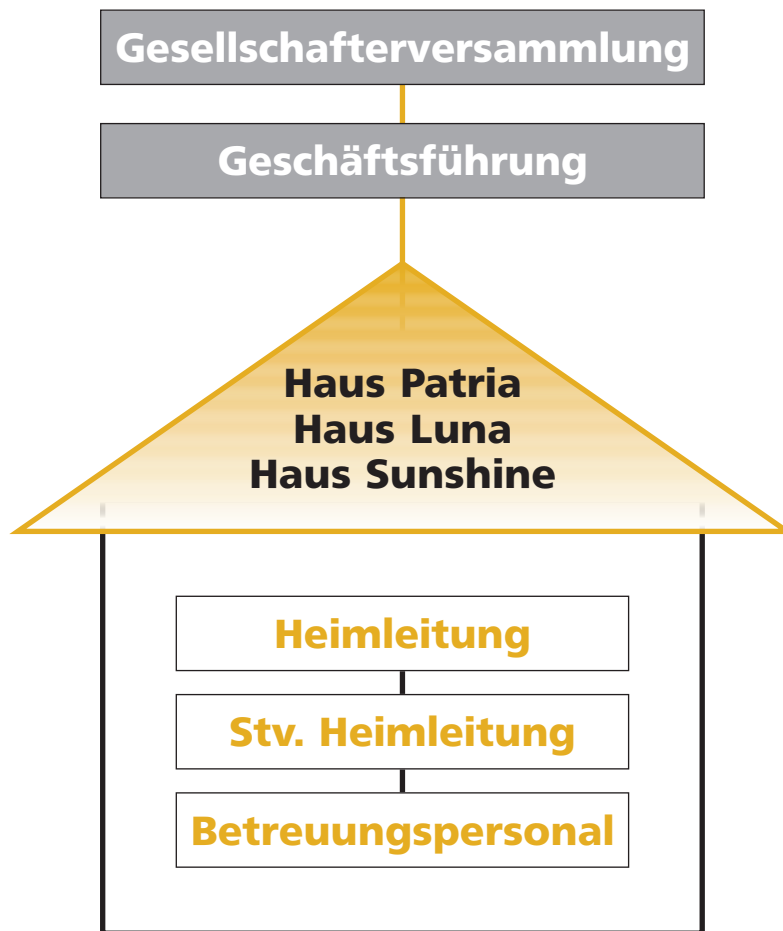 Gesellschafterversammlung
Geschäftsführung
Haus Patria
Haus Luna
Haus Sunshine
Heimleitung
Stv. Heimleitung
Betreuungspersonal